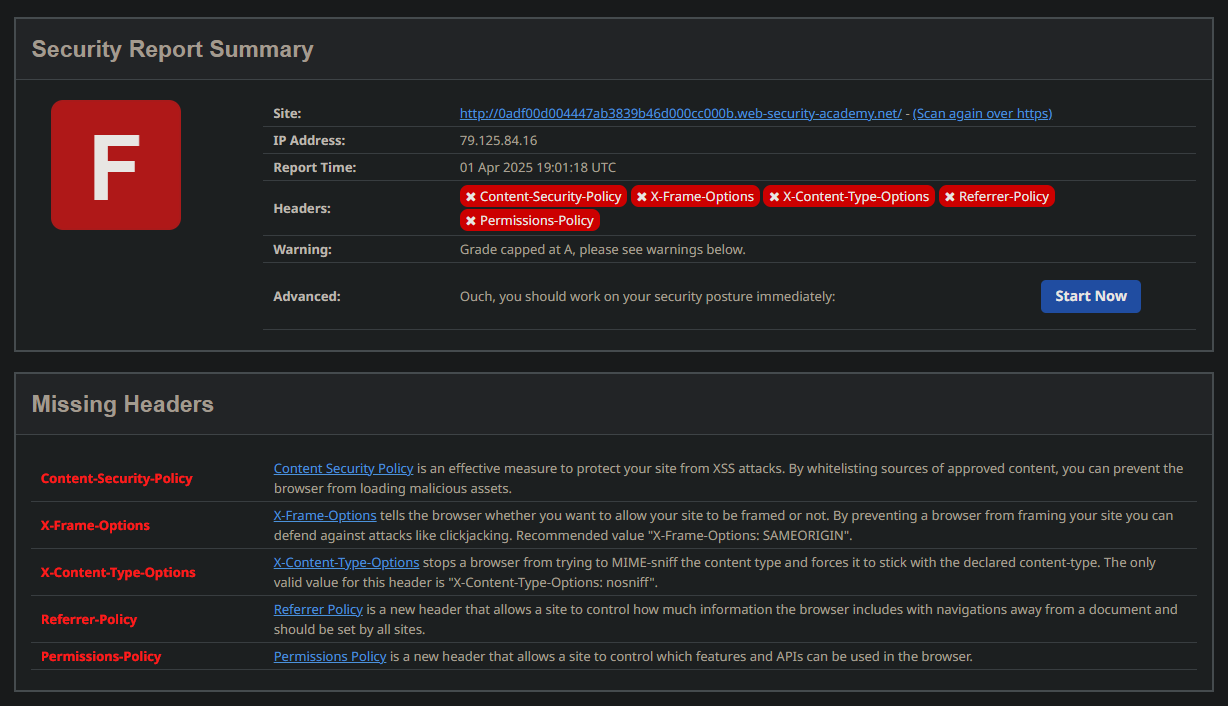 Security Report Summary
F
Site: http://0adf00d004447ab3839b46d000cc000b.web-security-academy.net/ - (Scan again over https)
IP Address: 79.125.84.16
Report Time: 01 Apr 2025 19:01:18 UTC
Headers: ✖ Content-Security-Policy ✖ X-Frame-Options ✖ X-Content-Type-Options ✖ Referrer-Policy
✖ Permissions-Policy
Warning: Grade capped at A, please see warnings below.
Advanced: Ouch, you should work on your security posture immediately: Start Now
Missing Headers
Content-Security-Policy Content Security Policy is an effective measure to protect your site from XSS attacks. By whitelisting sources of approved content, you can prevent the
browser from loading malicious assets.
X-Frame-Options X-Frame-Options tells the browser whether you want to allow your site to be framed or not. By preventing a browser from framing your site you can
defend against attacks like clickjacking. Recommended value "X-Frame-Options: SAMEORIGIN".
X-Content-Type-Options X-Content-Type-Options stops a browser from trying to MIME-sniff the content type and forces it to stick with the declared content-type. The only
valid value for this header is "X-Content-Type-Options: nosniff".
Referrer-Policy Referrer Policy is a new header that allows a site to control how much information the browser includes with navigations away from a document and
should be set by all sites.
Permissions-Policy Permissions Policy is a new header that allows a site to control which features and APIs can be used in the browser.